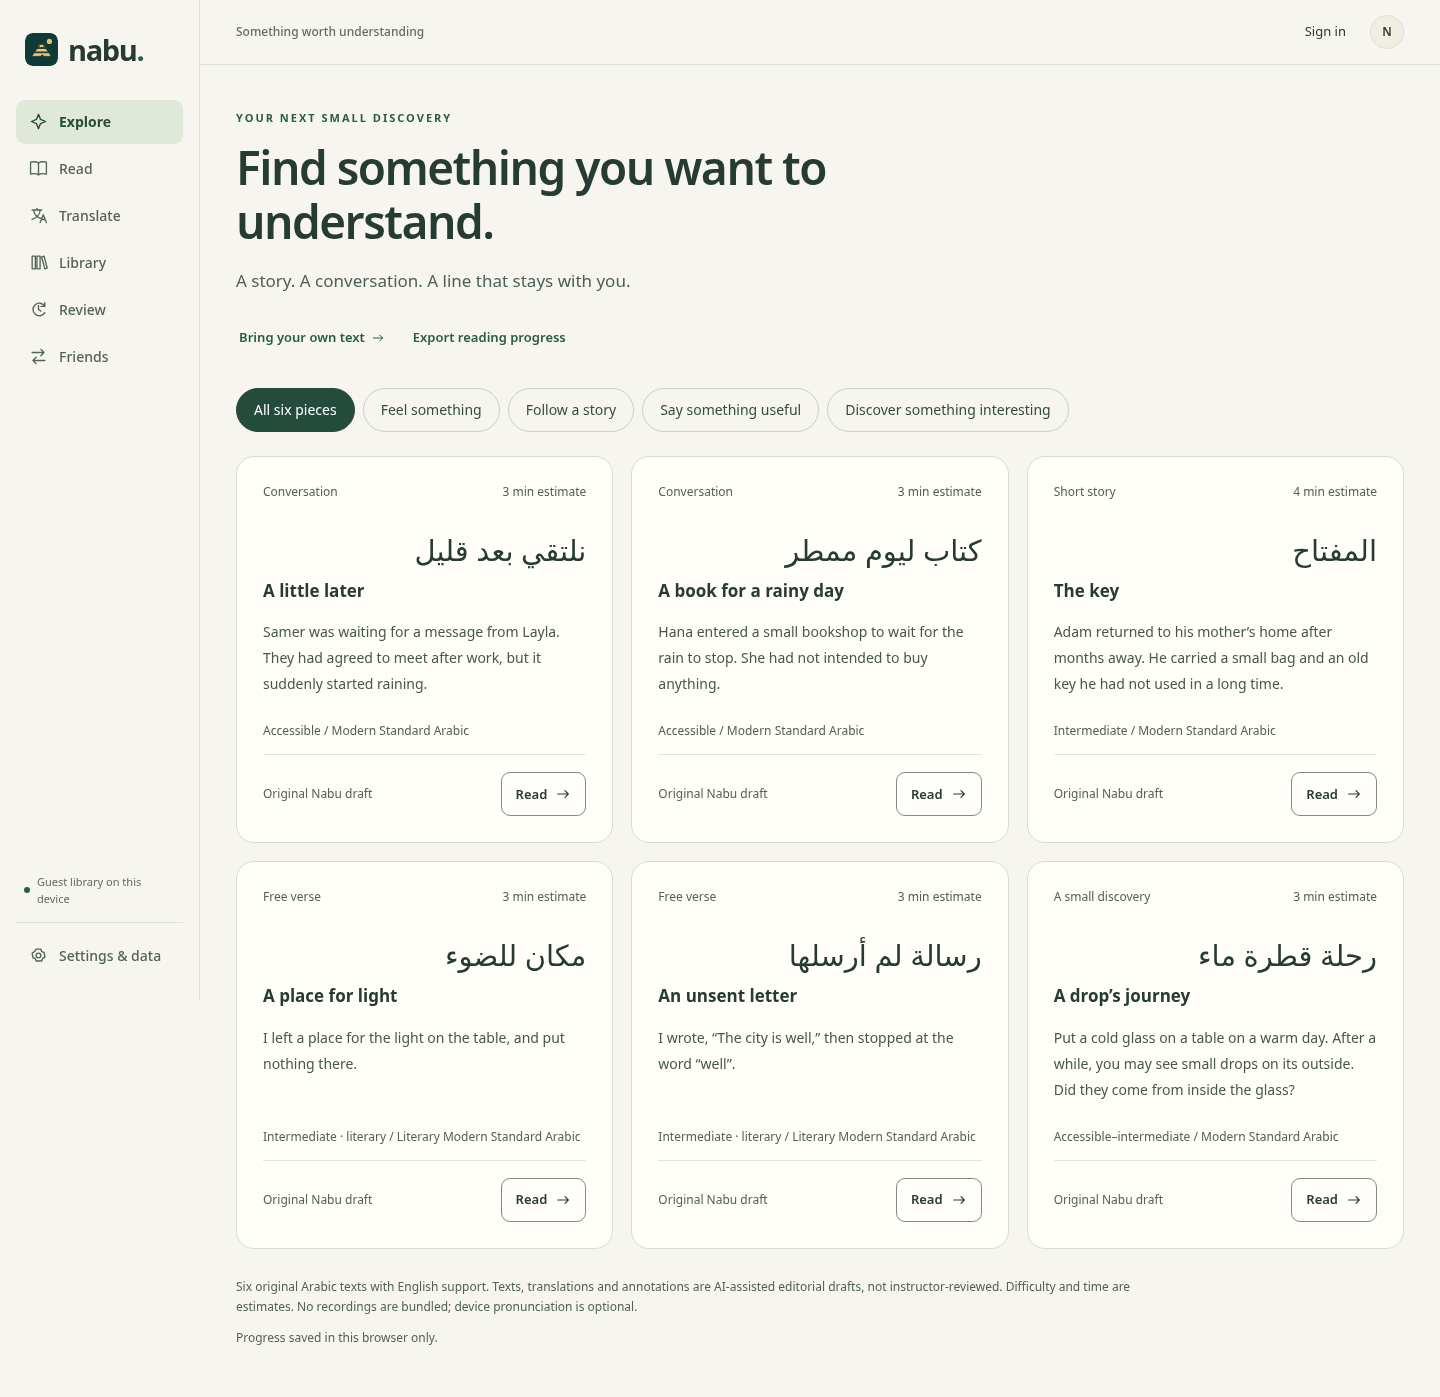 nabu.
Explore
Read
Translate
Library
Review
Friends
Guest library on this
device
Settings & data
Something worth understanding
Sign in
N
YOUR NEXT SMALL DISCOVERY
Find something you want to
understand.
A story. A conversation. A line that stays with you.
Bring your own text →
Export reading progress
All six pieces
Feel something
Follow a story
Say something useful
Discover something interesting
Conversation
3 min estimate
نلتقي بعد قليل
A little later
Samer was waiting for a message from Layla.
They had agreed to meet after work, but it
suddenly started raining.
Accessible / Modern Standard Arabic
Original Nabu draft
Read →
Conversation
3 min estimate
كتاب ليوم ممطر
A book for a rainy day
Hana entered a small bookshop to wait for the
rain to stop. She had not intended to buy
anything.
Accessible / Modern Standard Arabic
Original Nabu draft
Read →
Short story
4 min estimate
المفتاح
The key
Adam returned to his mother’s home after
months away. He carried a small bag and an old
key he had not used in a long time.
Intermediate / Modern Standard Arabic
Original Nabu draft
Read →
Free verse
3 min estimate
مكان للضوء
A place for light
I left a place for the light on the table, and put
nothing there.
Intermediate · literary / Literary Modern Standard Arabic
Original Nabu draft
Read →
Free verse
3 min estimate
رسالة لم أرسلها
An unsent letter
I wrote, “The city is well,” then stopped at the
word “well”.
Intermediate · literary / Literary Modern Standard Arabic
Original Nabu draft
Read →
A small discovery
3 min estimate
رحلة قطرة ماء
A drop’s journey
Put a cold glass on a table on a warm day. After a
while, you may see small drops on its outside.
Did they come from inside the glass?
Accessible–intermediate / Modern Standard Arabic
Original Nabu draft
Read →
Six original Arabic texts with English support. Texts, translations and annotations are AI-assisted editorial drafts, not instructor-reviewed. Difficulty and time are
estimates. No recordings are bundled; device pronunciation is optional.
Progress saved in this browser only.